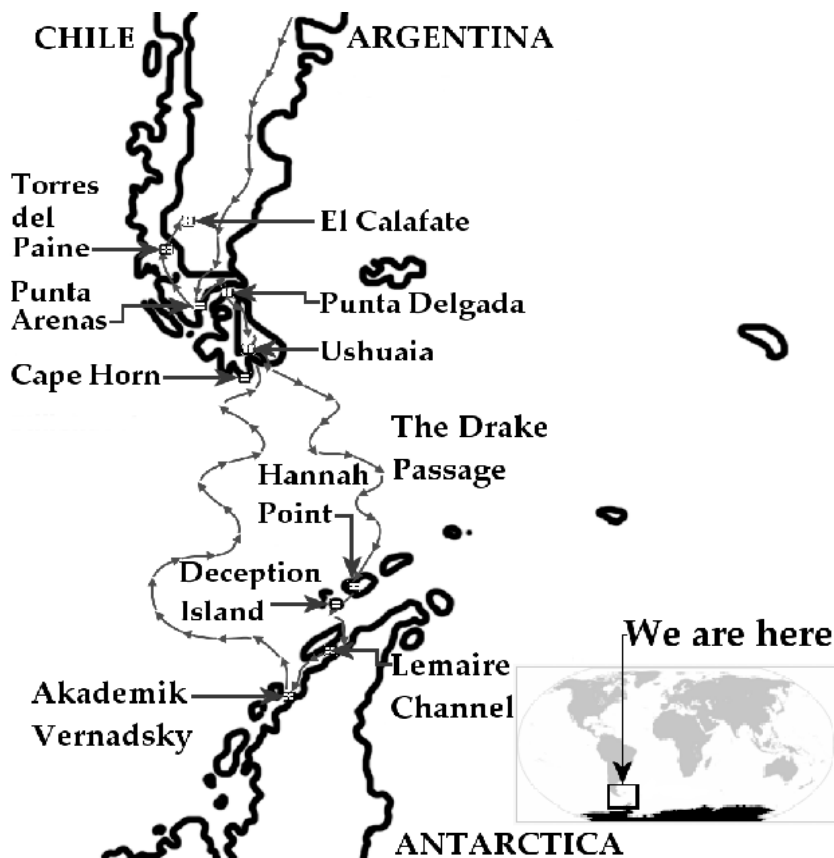 CHILE
ARGENTINA
Torres
del
Paine
El Calafate
Punta
Arenas
Punta Delgada
Ushuaia
Cape Horn
The Drake
Passage
Hannah
Point
Deception
Island
We are here
Lemaire
Channel
Akademik
Vernadsky
ANTARCTICA